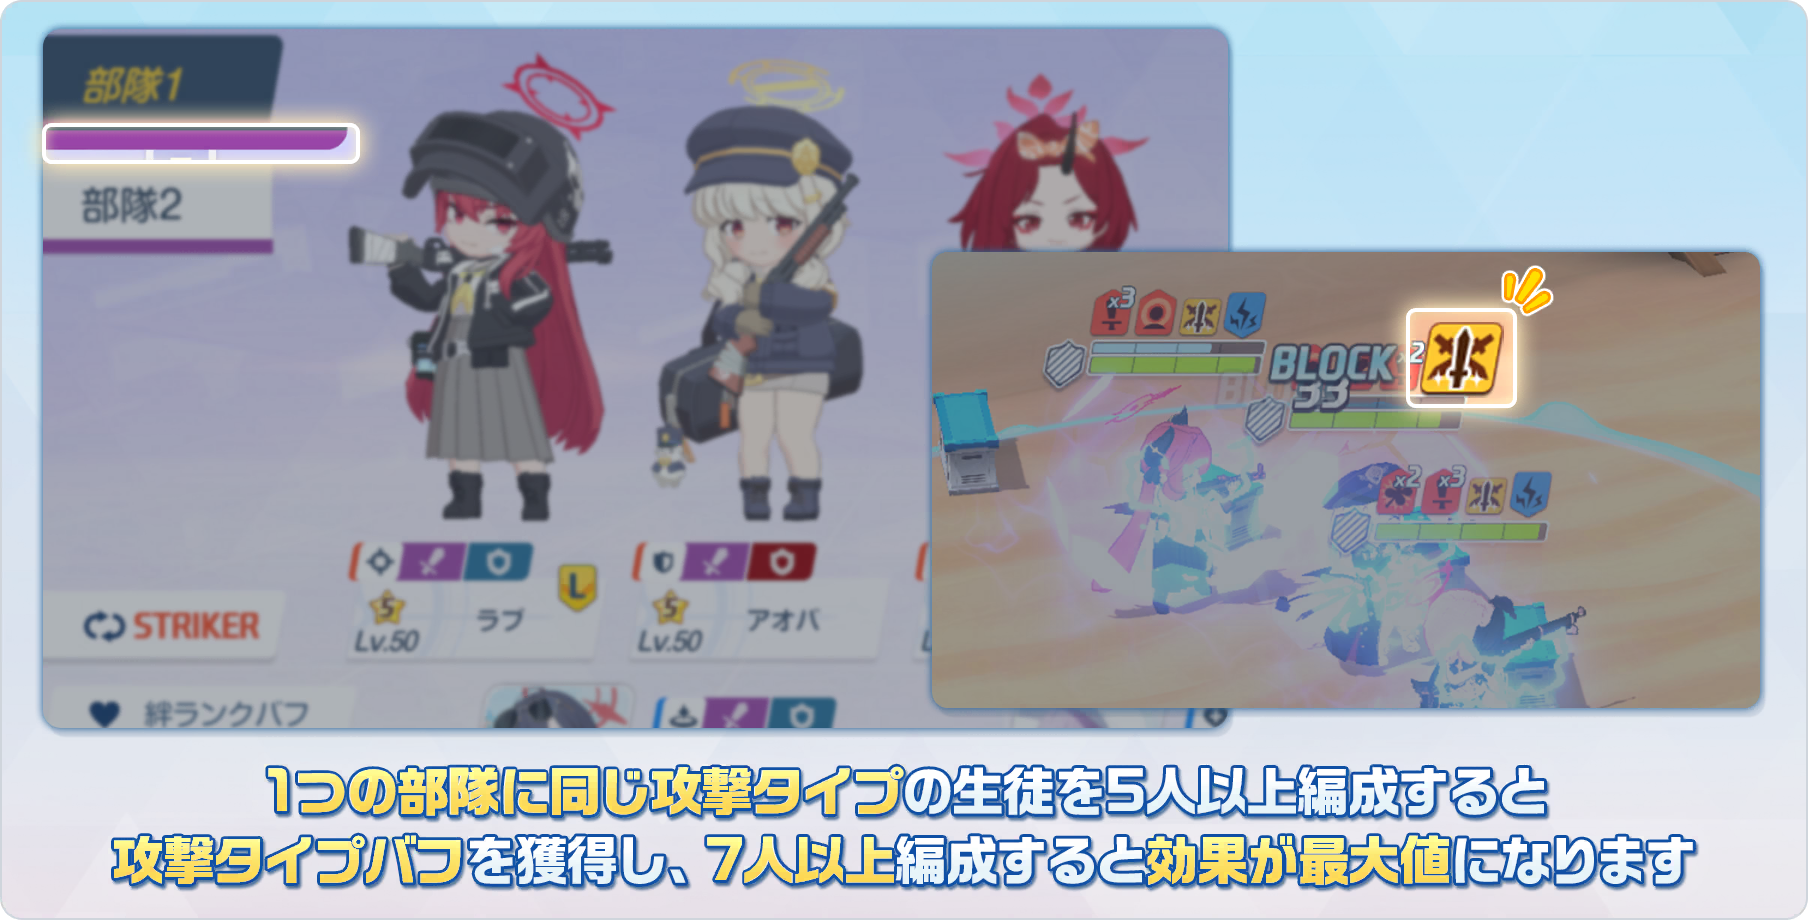 部隊1
部隊2
STRIKER
L
5
Lv.50
ラブ
5
Lv.50
アオバ
絆ランクバフ
x3
BLOCK
33
x2
x2
x3
1つの部隊に同じ攻撃タイプの生徒を5人以上編成すると
攻撃タイプバフを獲得し、7人以上編成すると効果が最大値になります